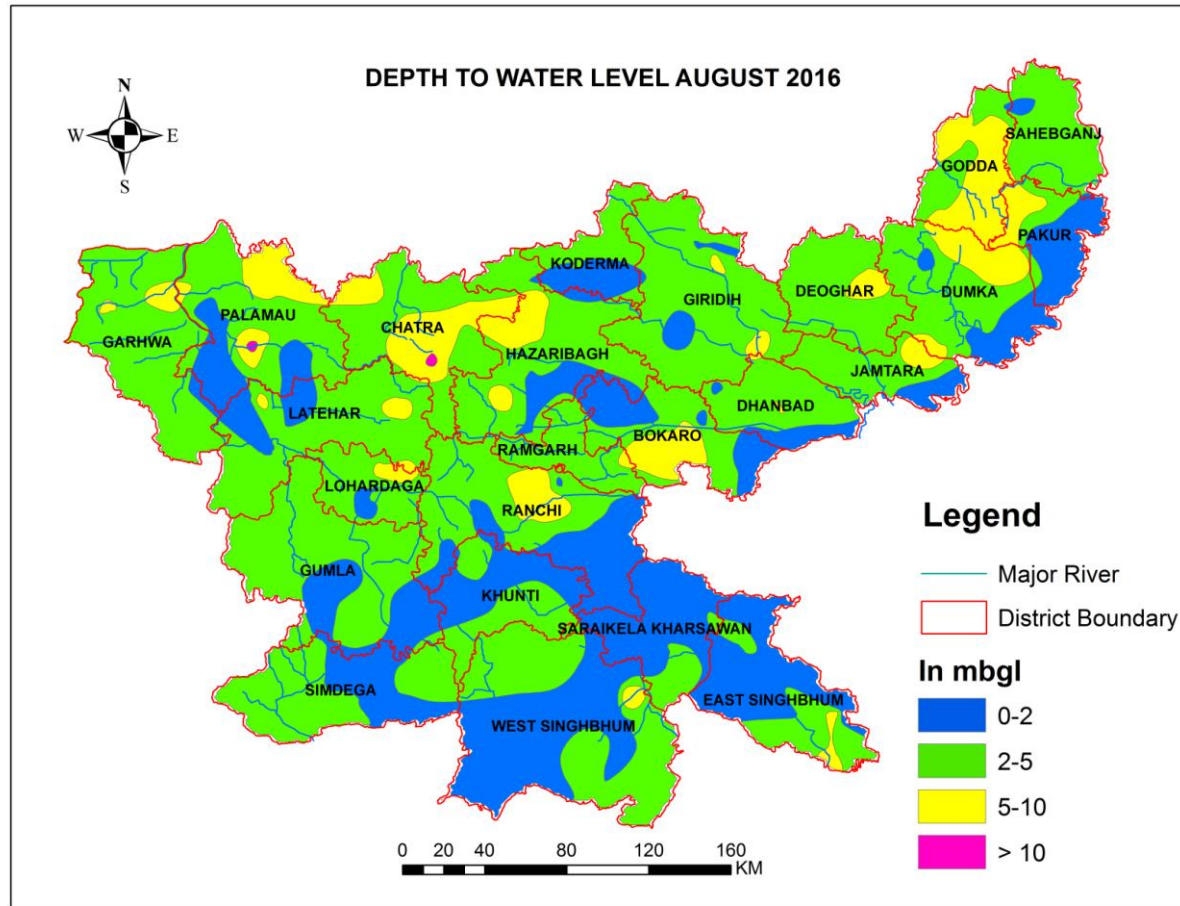 DEPTH TO WATER LEVEL AUGUST 2016
N
W E
S
SAHEBGANJ
GODDA
PAKUR
KODERMA
DEOGHAR
DUMKA
GIRIDIH
PALAMAU
CHATRA
GARHWA
HAZARIBAGH
JAMTARA
LATEHAR
DHANBAD
BOKARO
RAMGARH
LOHARDAGA
RANCHI
GUMLA
KHUNTI
SARAIKELA KHARSAWAN
SIMDEGA
EAST SINGHBHUM
WEST SINGHBHUM
Legend
Major River
District Boundary
In mbgl
0-2
2-5
5-10
> 10
0 20 40 80 120 160
KM